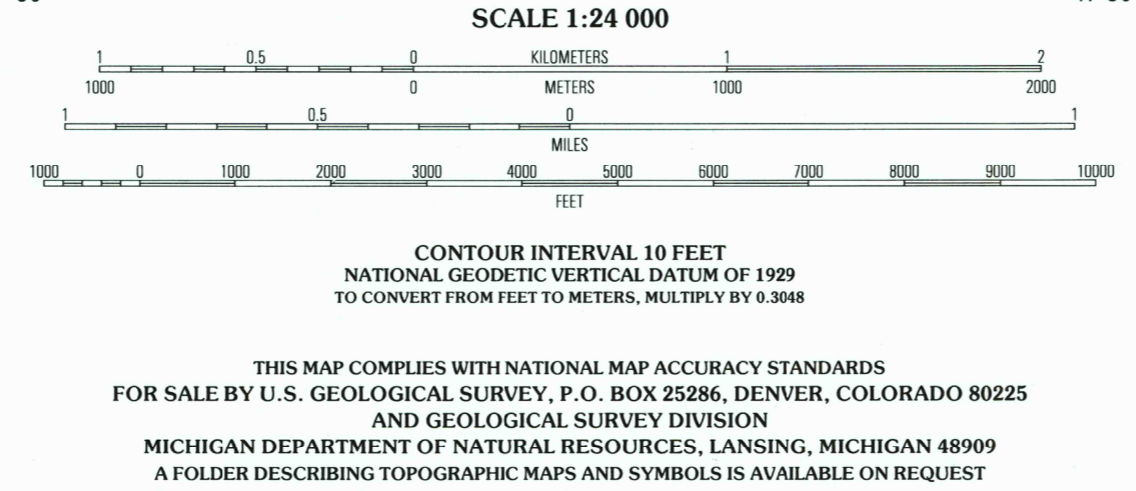 SCALE 1:24 000
1 0.5 0 KILOMETERS 1 2
1000 0 METERS 1000 2000
1 0.5 0 1
MILES
1000 0 1000 2000 3000 4000 5000 6000 7000 8000 9000 10000
FEET
CONTOUR INTERVAL 10 FEET
NATIONAL GEODETIC VERTICAL DATUM OF 1929
TO CONVERT FROM FEET TO METERS, MULTIPLY BY 0.3048
THIS MAP COMPLIES WITH NATIONAL MAP ACCURACY STANDARDS
FOR SALE BY U.S. GEOLOGICAL SURVEY, P.O. BOX 25286, DENVER, COLORADO 80225
AND GEOLOGICAL SURVEY DIVISION
MICHIGAN DEPARTMENT OF NATURAL RESOURCES, LANSING, MICHIGAN 48909
A FOLDER DESCRIBING TOPOGRAPHIC MAPS AND SYMBOLS IS AVAILABLE ON REQUEST